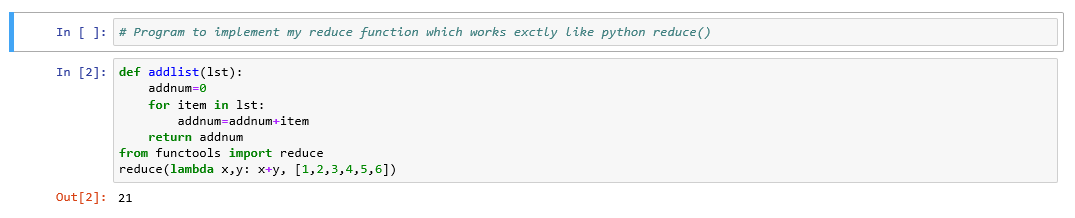 In [ ]: # Program to implement my reduce function which works exctly like python reduce()
In [2]: def addlist(lst):
    addnum=0
    for item in lst:
        addnum=addnum+item
    return addnum
from functools import reduce
reduce(lambda x,y: x+y, [1,2,3,4,5,6])
Out[2]: 21